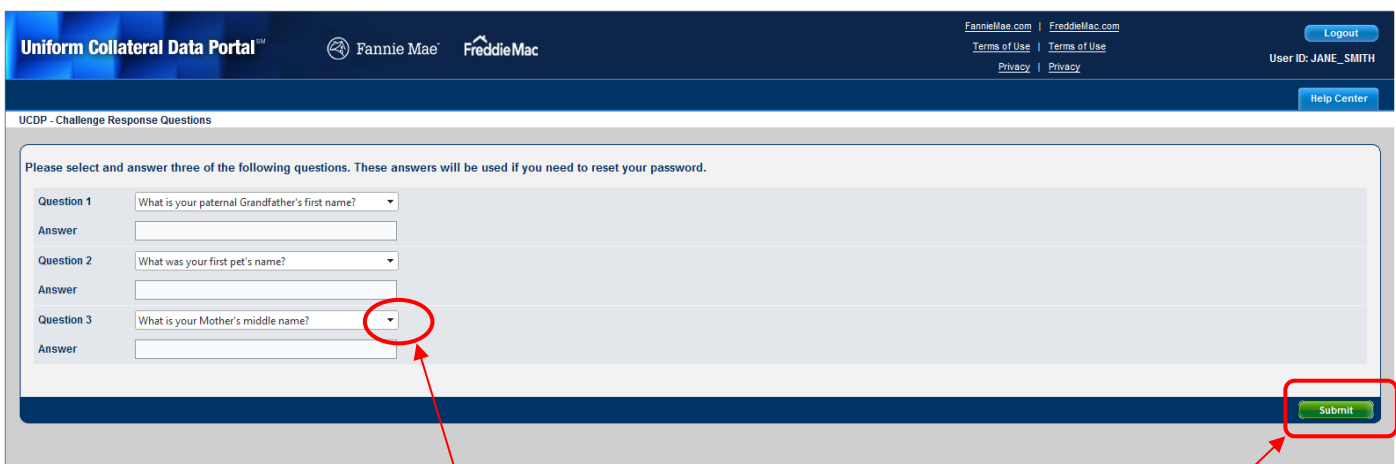 Uniform Collateral Data Portal℠ Fannie Mae® Freddie Mac
FannieMae.com | FreddieMac.com
Terms of Use | Terms of Use
Privacy | Privacy
Logout
User ID: JANE_SMITH
Help Center
UCDP - Challenge Response Questions
Please select and answer three of the following questions. These answers will be used if you need to reset your password.
Question 1 What is your paternal Grandfather's first name?
Answer
Question 2 What was your first pet's name?
Answer
Question 3 What is your Mother's middle name?
Answer
Submit